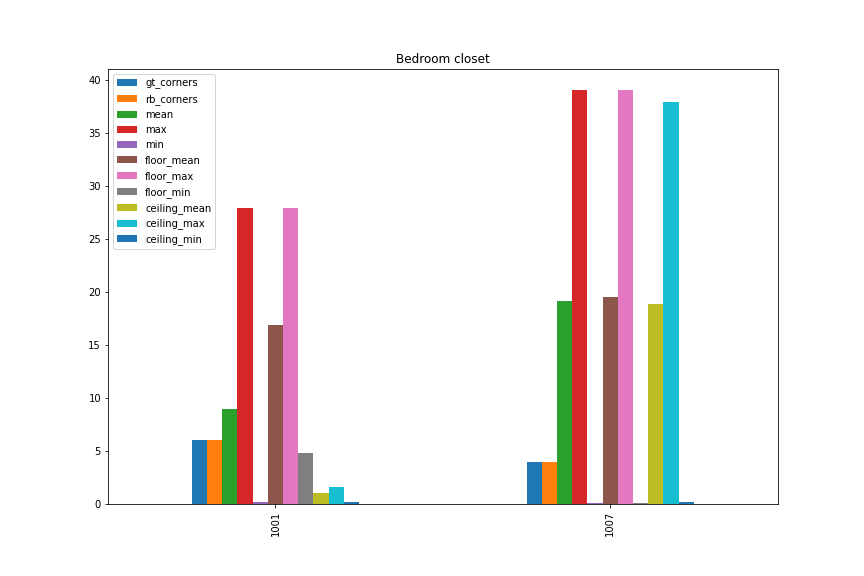 Bedroom closet
40
35
30
25
20
15
10
5
0
gt_corners
rb_corners
mean
max
min
floor_mean
floor_max
floor_min
ceiling_mean
ceiling_max
ceiling_min
1001
1007